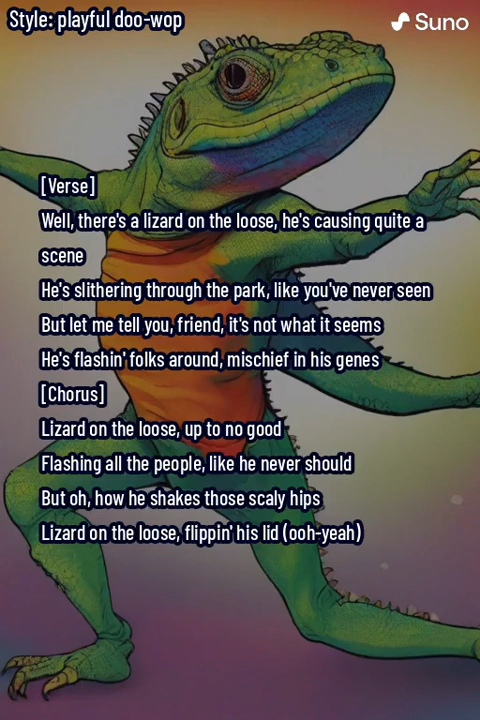 Style: playful doo-wop
Suno
[Verse]
Well, there's a lizard on the loose, he's causing quite a
scene
He's slithering through the park, like you've never seen
But let me tell you, friend, it's not what it seems
He's flashin' folks around, mischief in his genes
[Chorus]
Lizard on the loose, up to no good
Flashing all the people, like he never should
But oh, how he shakes those scaly hips
Lizard on the loose, flippin' his lid (ooh-yeah)